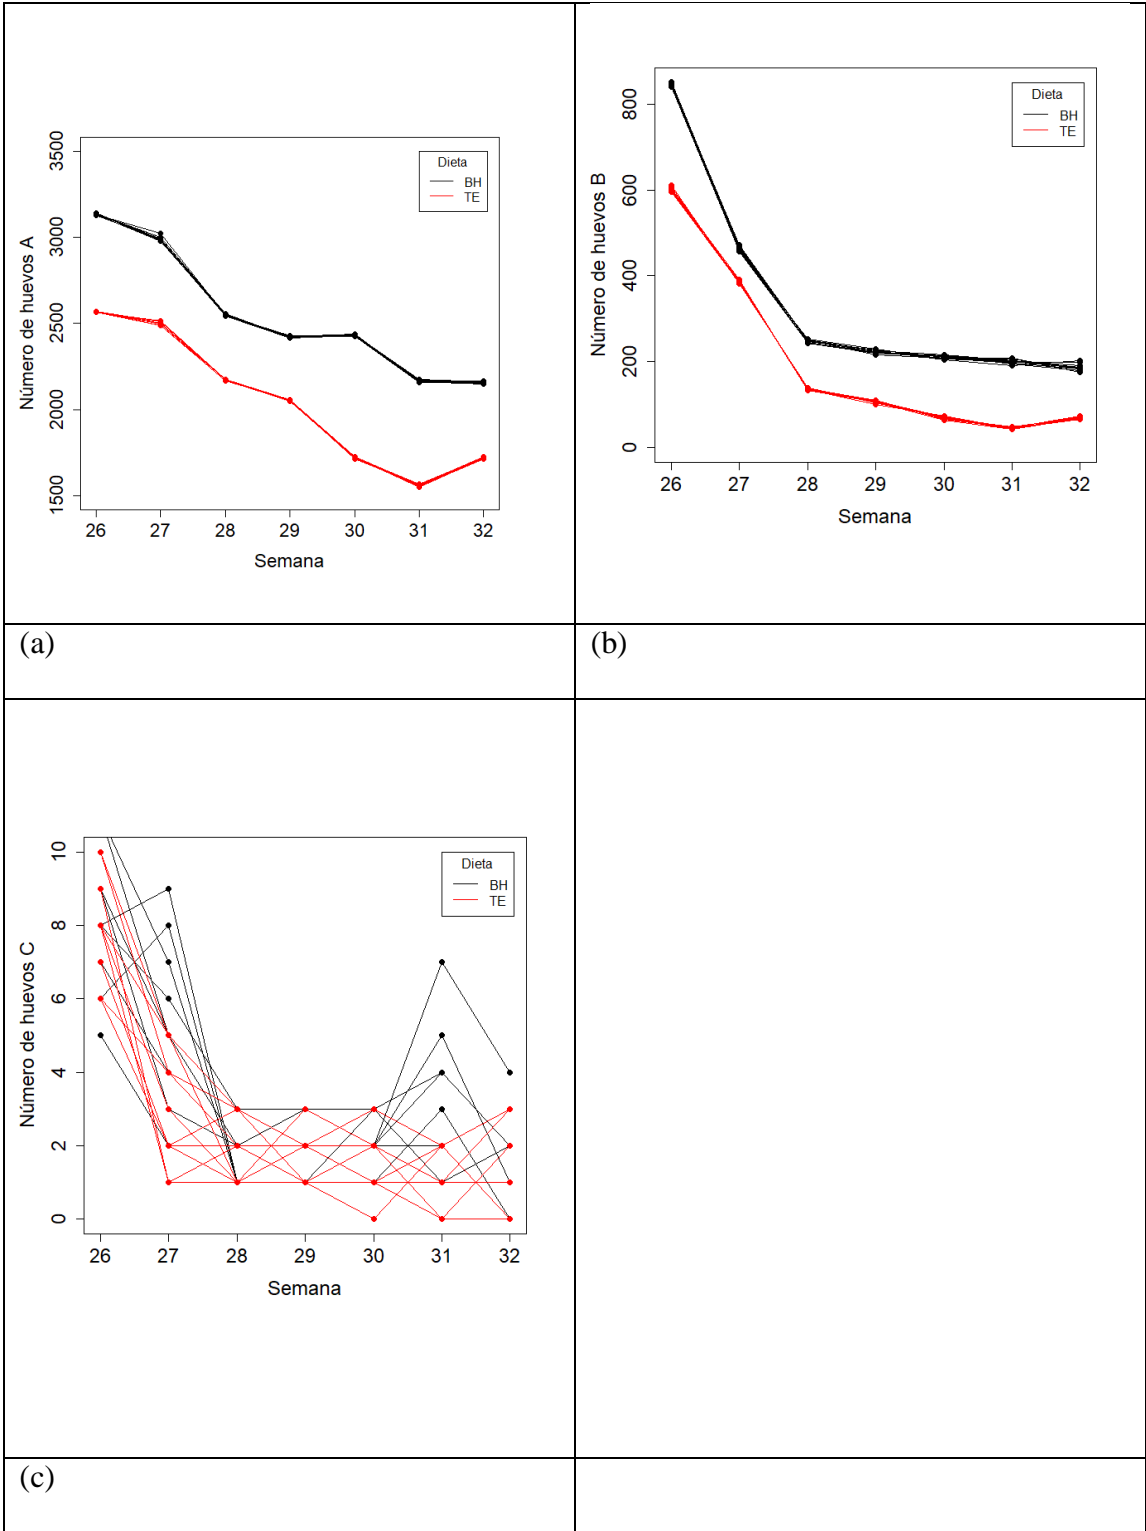 3500
3000
2500
2000
1500
Número de huevos A
Dieta
BH
TE
26 27 28 29 30 31 32
Semana
(a)
800
600
400
200
0
Número de huevos B
Dieta
BH
TE
26 27 28 29 30 31 32
Semana
(b)
10
8
6
4
2
0
Número de huevos C
Dieta
BH
TE
26 27 28 29 30 31 32
Semana
(c)